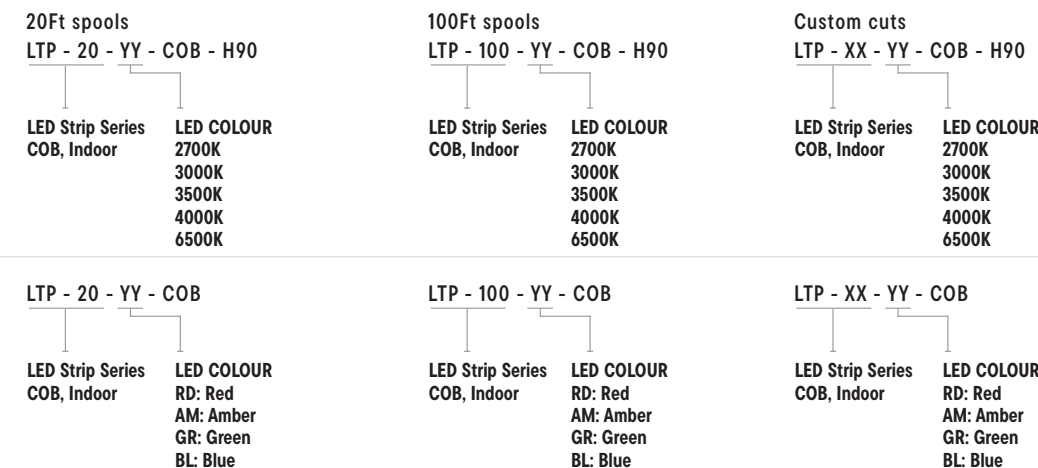 20Ft spools
LTP - 20 - YY - COB - H90
LED Strip Series
COB, Indoor
LED COLOUR
2700K
3000K
3500K
4000K
6500K
100Ft spools
LTP - 100 - YY - COB - H90
LED Strip Series
COB, Indoor
LED COLOUR
2700K
3000K
3500K
4000K
6500K
Custom cuts
LTP - XX - YY - COB - H90
LED Strip Series
COB, Indoor
LED COLOUR
2700K
3000K
3500K
4000K
6500K
LTP - 20 - YY - COB
LED Strip Series
COB, Indoor
LED COLOUR
RD: Red
AM: Amber
GR: Green
BL: Blue
LTP - 100 - YY - COB
LED Strip Series
COB, Indoor
LED COLOUR
RD: Red
AM: Amber
GR: Green
BL: Blue
LTP - XX - YY - COB
LED Strip Series
COB, Indoor
LED COLOUR
RD: Red
AM: Amber
GR: Green
BL: Blue